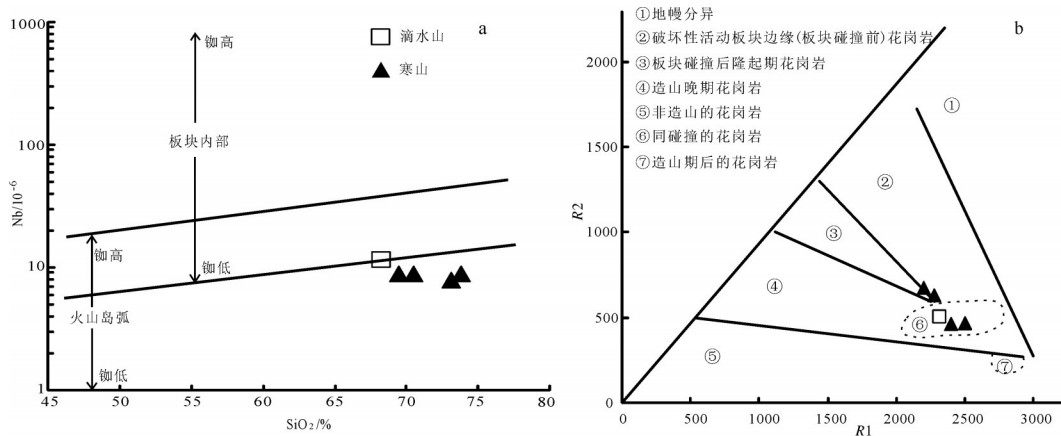 a
1000
100
10
1
Nb/10⁻⁶
铷高
板块内部
铷低
铷高
火山岛弧
铷低
滴水山
寒山
45
50
55
60
65
70
75
80
SiO₂/%
b
①地幔分异
②破坏性活动板块边缘(板块碰撞前)花岗岩
③板块碰撞后隆起期花岗岩
④造山晚期花岗岩
⑤非造山的花岗岩
⑥同碰撞的花岗岩
⑦造山期后的花岗岩
2000
1500
1000
500
0
R2
①
②
③
④
⑤
⑥
⑦
0
500
1000
1500
2000
2500
3000
R1